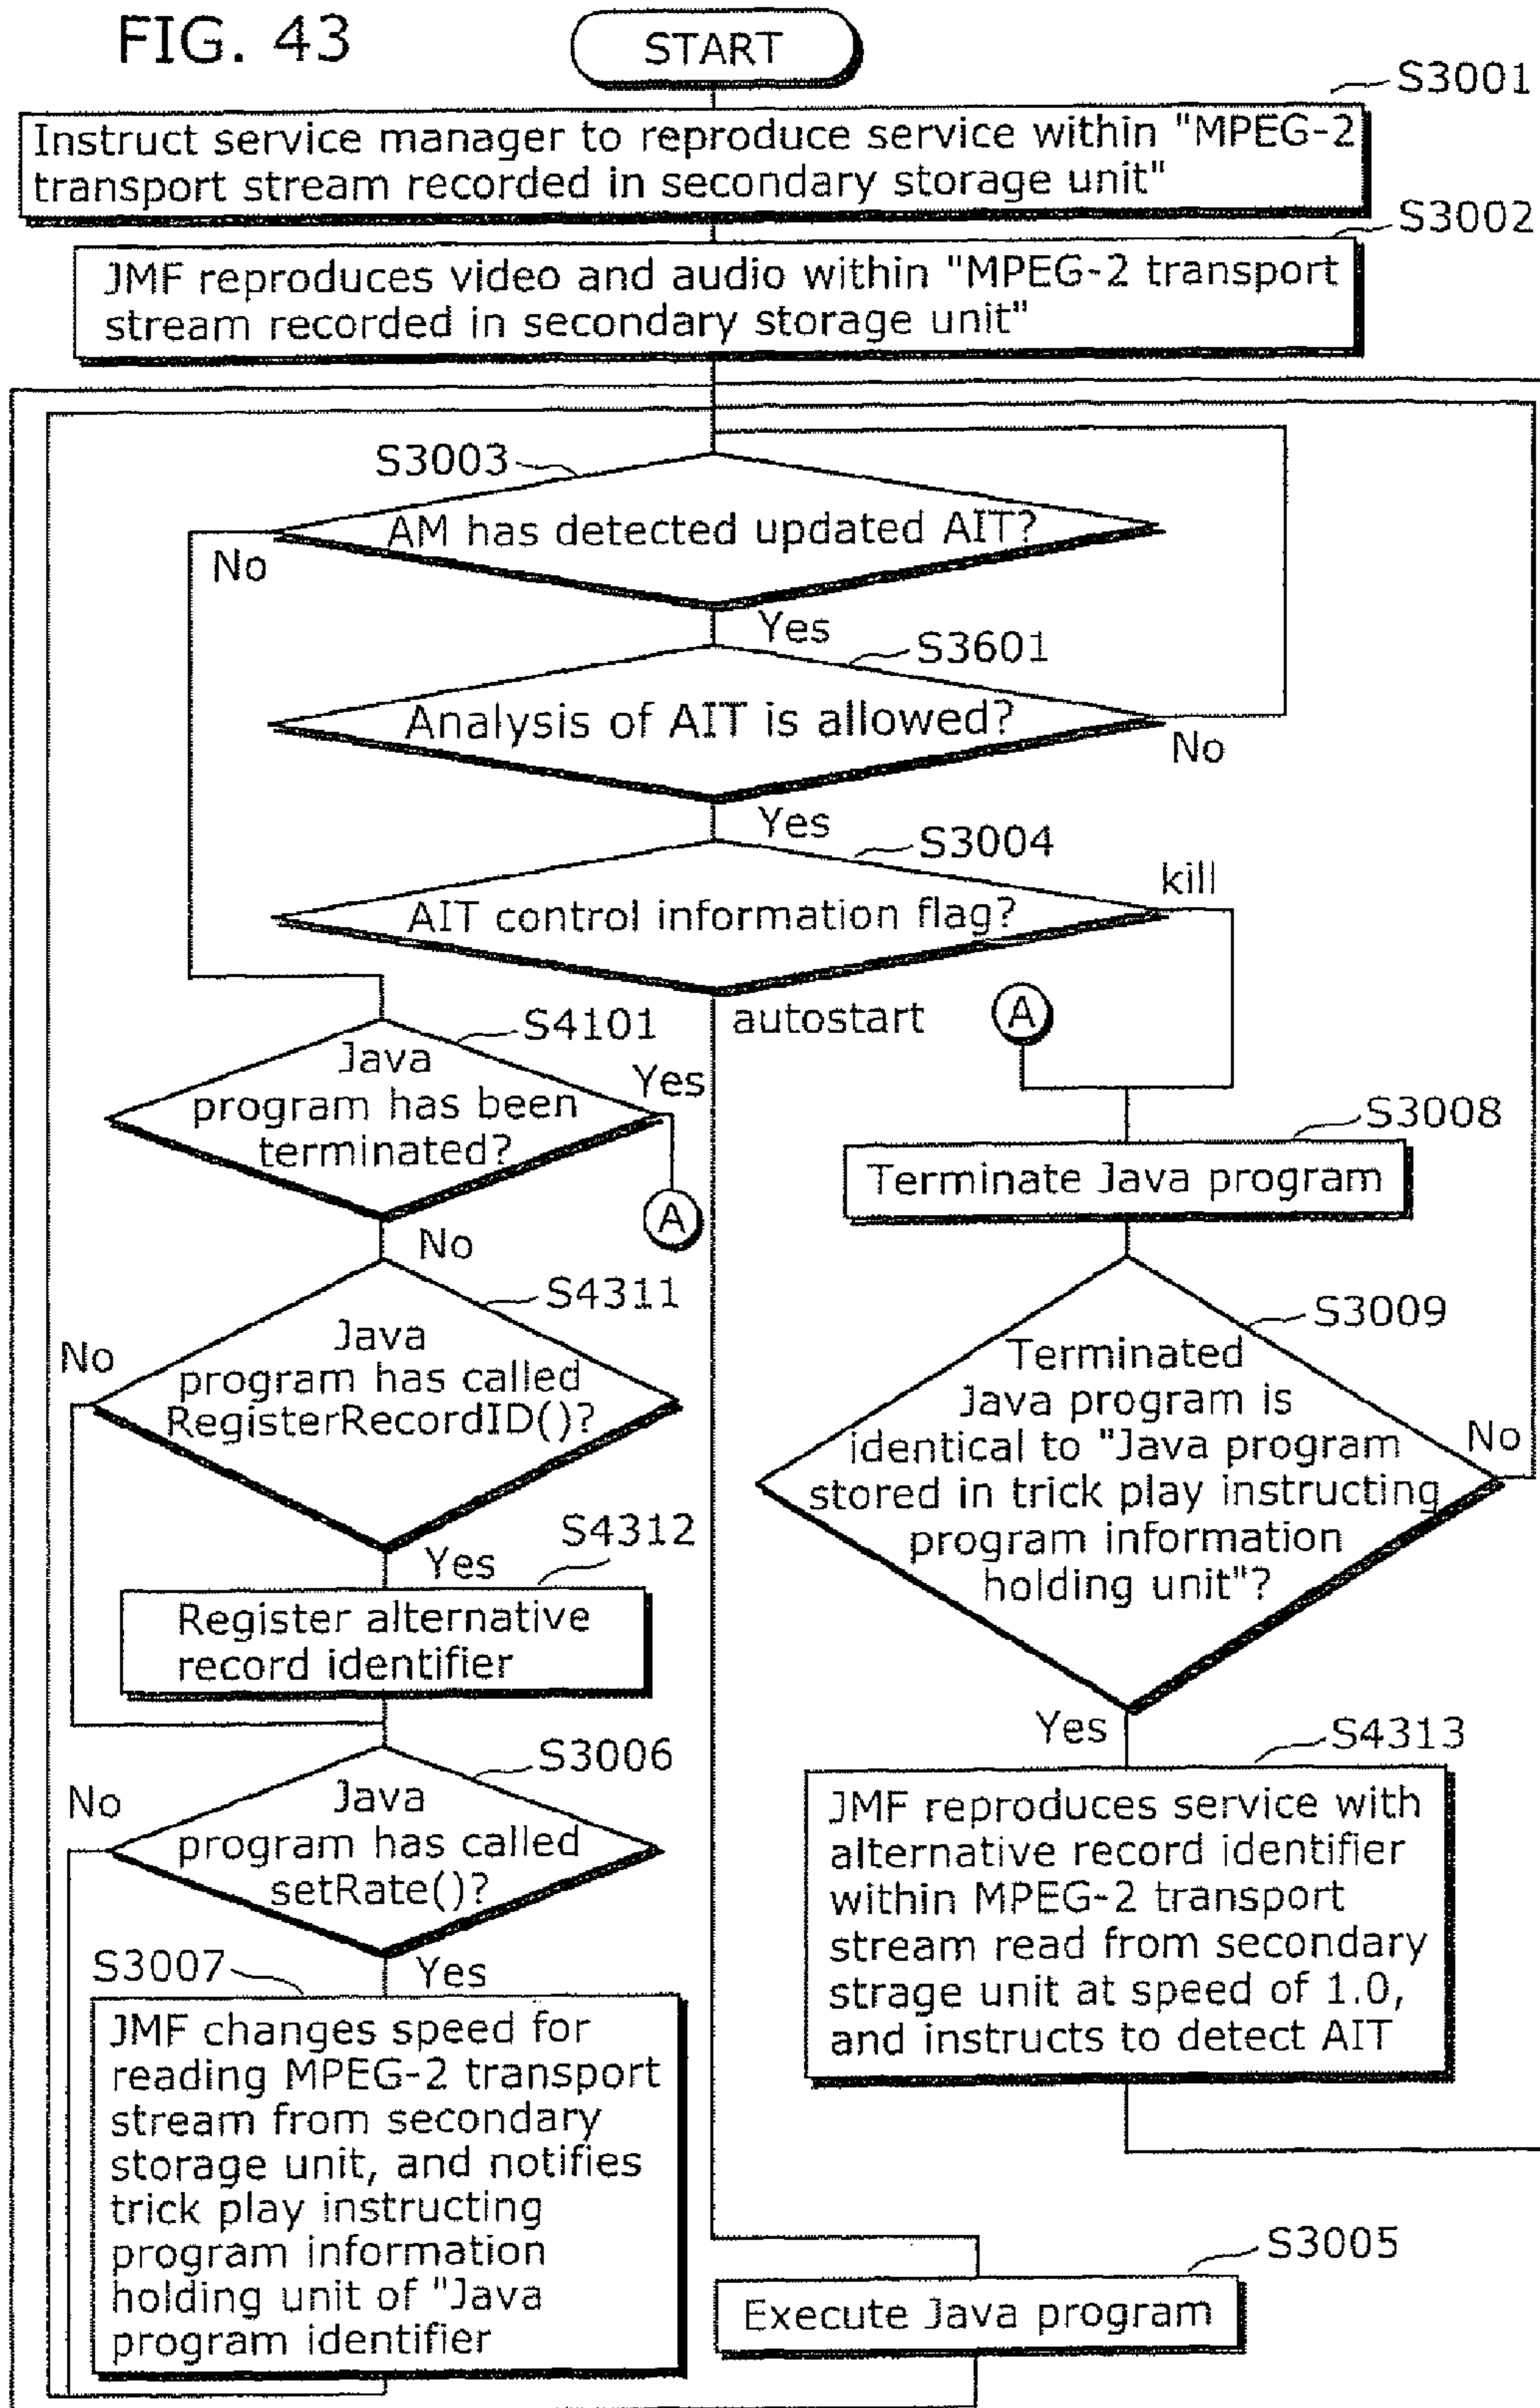 FIG. 43
START
S3001
Instruct service manager to reproduce service within "MPEG-2
transport stream recorded in secondary storage unit"
S3002
JMF reproduces video and audio within "MPEG-2 transport
stream recorded in secondary storage unit"
S3003
AM has detected updated AIT?
No
Yes
S3601
Analysis of AIT is allowed?
No
Yes
S3004
kill
AIT control information flag?
autostart
A
S4101
Java
program has been
terminated?
Yes
A
No
S3008
Terminate Java program
S4311
Java
program has called
RegisterRecordID()?
No
Yes
S3009
Terminated
Java program is
identical to "Java program
stored in trick play instructing
program information
holding unit"?
No
Yes
S4312
Register alternative
record identifier
S3006
Java
program has called
setRate()?
No
Yes
S4313
JMF reproduces service with
alternative record identifier
within MPEG-2 transport
stream read from secondary
strage unit at speed of 1.0,
and instructs to detect AIT
S3007
JMF changes speed for
reading MPEG-2 transport
stream from secondary
storage unit, and notifies
trick play instructing
program information
holding unit of "Java
program identifier
S3005
Execute Java program